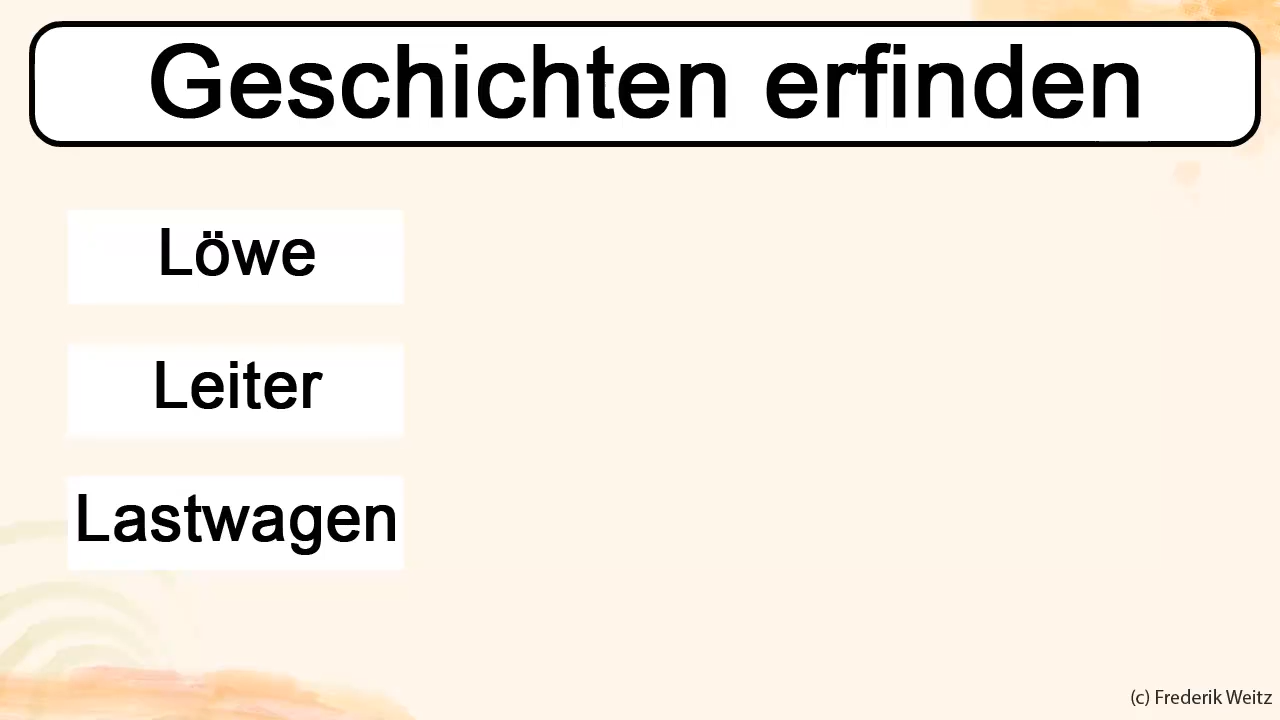 Geschichten erfinden
Löwe
Leiter
Lastwagen
(c) Frederik Weitz